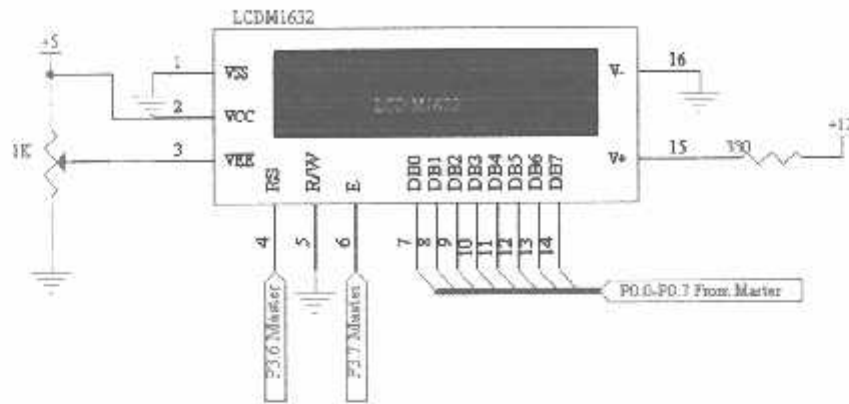 LCDM1632
+5
1
VSS
2
VCC
3
VEE
1K
V-
16
V+
15
330
+12
RS
R/W
E
DB0
DB1
DB2
DB3
DB4
DB5
DB6
DB7
4
5
6
7
8
9
10
11
12
13
14
P3.6 Master
P3.7 Master
P0.0-P0.7 From Master